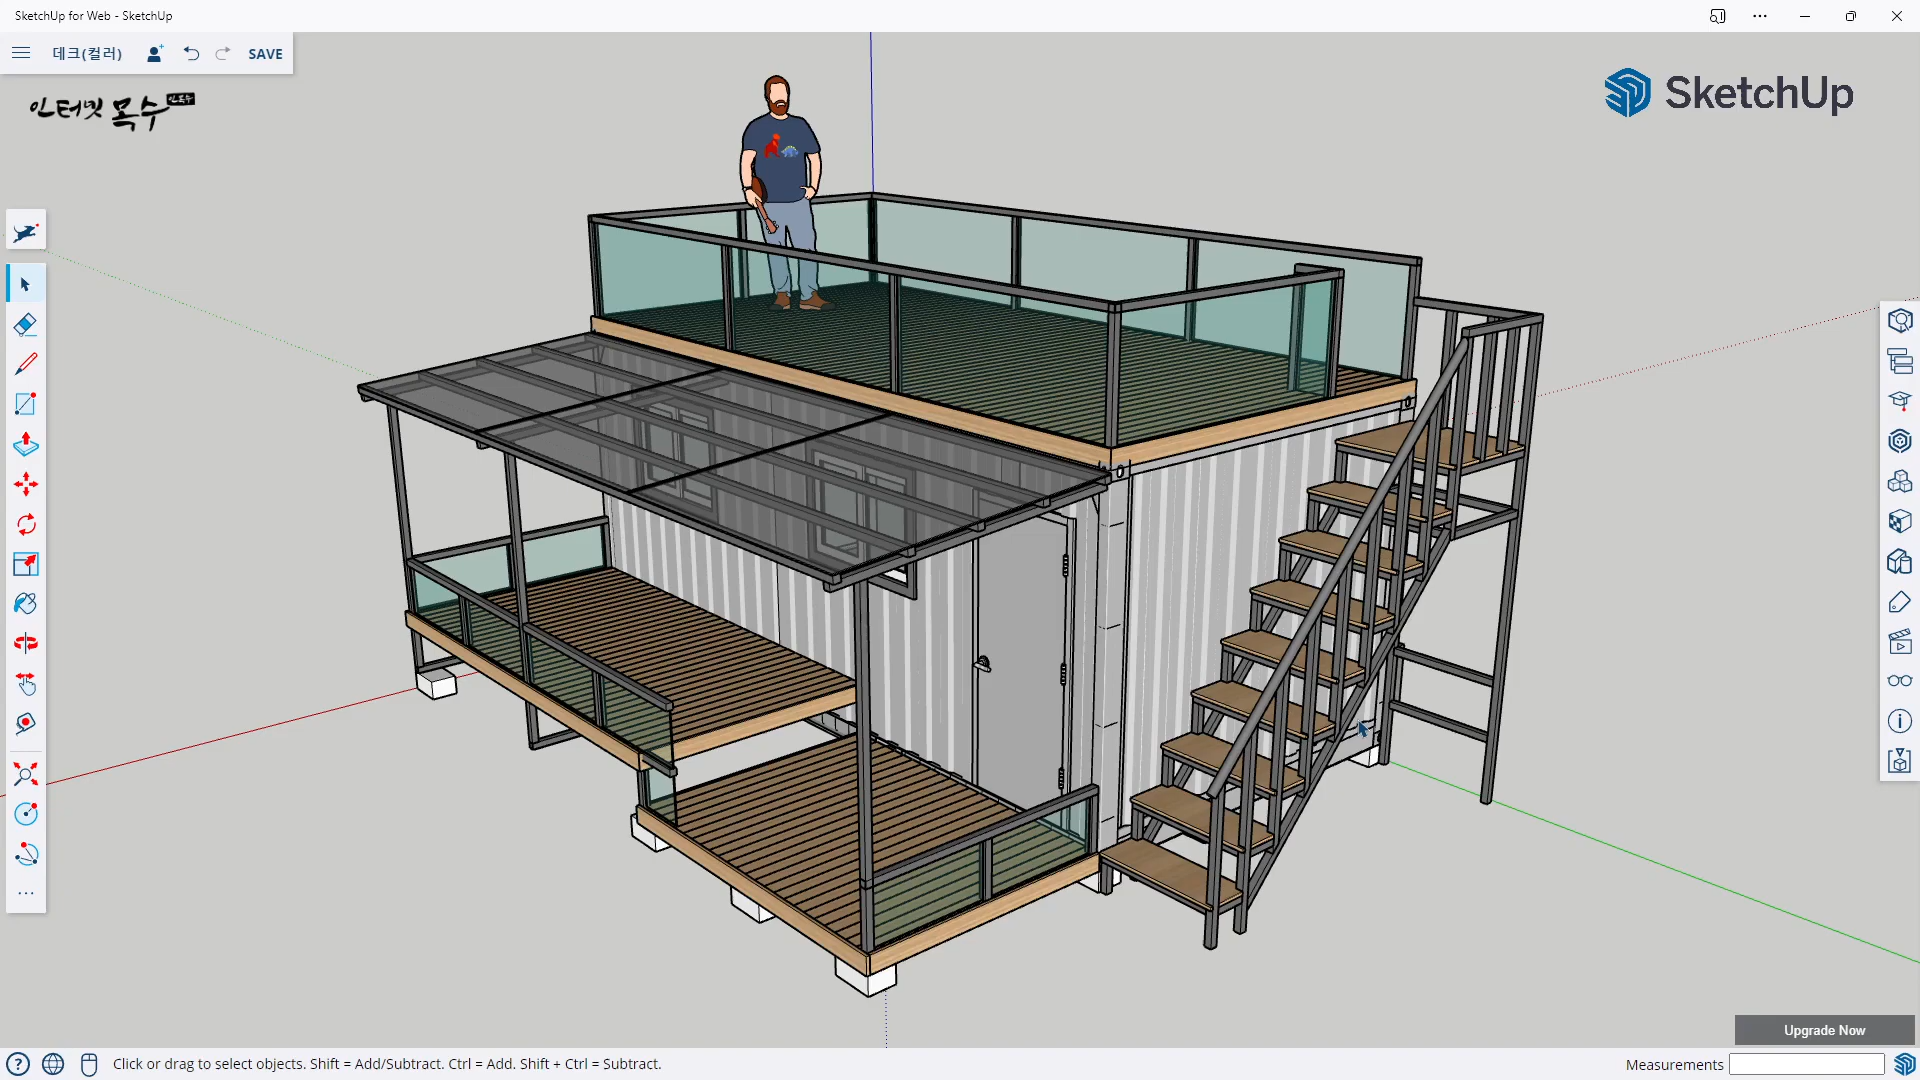 SketchUp for Web - SketchUp
데크(컬러)
SAVE
인터넷 목수
SketchUp
Upgrade Now
Click or drag to select objects. Shift = Add/Subtract. Ctrl = Add. Shift + Ctrl = Subtract.
Measurements